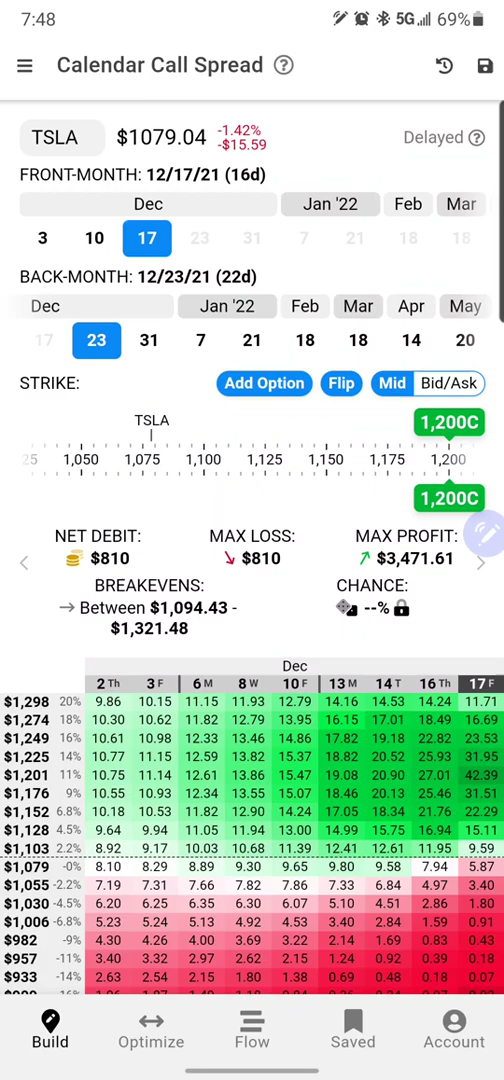 7:48 5G 69%
Calendar Call Spread ?
TSLA $1079.04 -1.42% -$15.59 Delayed ?
FRONT-MONTH: 12/17/21 (16d)
Dec Jan '22 Feb Mar
3 10 17 23 31 7 21 18 18
BACK-MONTH: 12/23/21 (22d)
Dec Jan '22 Feb Mar Apr May
17 23 31 7 21 18 18 14 20
STRIKE: Add Option Flip Mid Bid/Ask
TSLA 1,200C
25 1,050 1,075 1,100 1,125 1,150 1,175 1,200
1,200C
NET DEBIT: MAX LOSS: MAX PROFIT:
$810 $810 $3,471.61
BREAKEVENS: CHANCE:
Between $1,094.43 - --%
$1,321.48
Dec
2 Th 3 F 6 M 8 W 10 F 13 M 14 T 16 Th 17 F
$1,298 20% 9.86 10.15 11.15 11.93 12.79 14.16 14.53 14.24 11.71
$1,274 18% 10.30 10.62 11.82 12.79 13.95 16.15 17.01 18.49 16.69
$1,249 16% 10.61 10.98 12.33 13.46 14.86 17.82 19.18 22.82 23.53
$1,225 14% 10.77 11.15 12.59 13.82 15.37 18.82 20.52 25.93 31.95
$1,201 11% 10.75 11.14 12.61 13.86 15.47 19.08 20.90 27.01 42.39
$1,176 9% 10.55 10.93 12.34 13.55 15.07 18.46 20.13 25.46 31.51
$1,152 6.8% 10.18 10.53 11.82 12.90 14.24 17.05 18.34 21.76 22.29
$1,128 4.5% 9.64 9.94 11.05 11.94 13.00 14.99 15.75 16.94 15.11
$1,103 2.2% 8.92 9.17 10.03 10.68 11.39 12.41 12.61 11.95 9.59
$1,079 -0% 8.10 8.29 8.89 9.30 9.65 9.80 9.58 7.94 5.87
$1,055 -2.2% 7.19 7.31 7.66 7.82 7.86 7.33 6.84 4.97 3.40
$1,030 -4.5% 6.20 6.25 6.35 6.30 6.07 5.10 4.51 2.86 1.80
$1,006 -6.8% 5.23 5.24 5.13 4.92 4.53 3.40 2.84 1.59 0.91
$982 -9% 4.30 4.26 4.00 3.69 3.22 2.14 1.69 0.83 0.43
$957 -11% 3.40 3.32 2.97 2.62 2.15 1.24 0.92 0.39 0.18
$933 -14% 2.63 2.54 2.15 1.80 1.38 0.69 0.48 0.18 0.07
Build Optimize Flow Saved Account